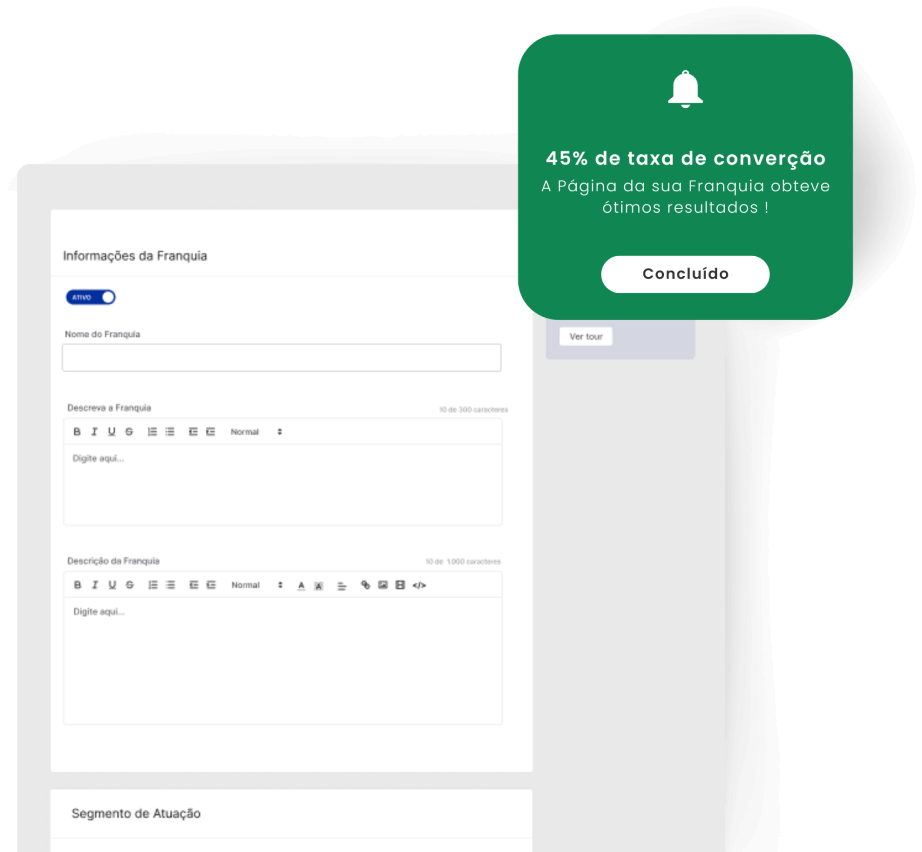 45% de taxa de converção
A Página da sua Franquia obteve
ótimos resultados !
Concluído
Informações da Franquia
ATIVO
Ver tour
Nome do Franquia
Descreva a Franquia
10 de 300 caracteres
B I U S Normal
Digite aqui...
Descrição da Franquia
10 de 1.000 caracteres
B I U S Normal A A </>
Digite aqui...
Segmento de Atuação